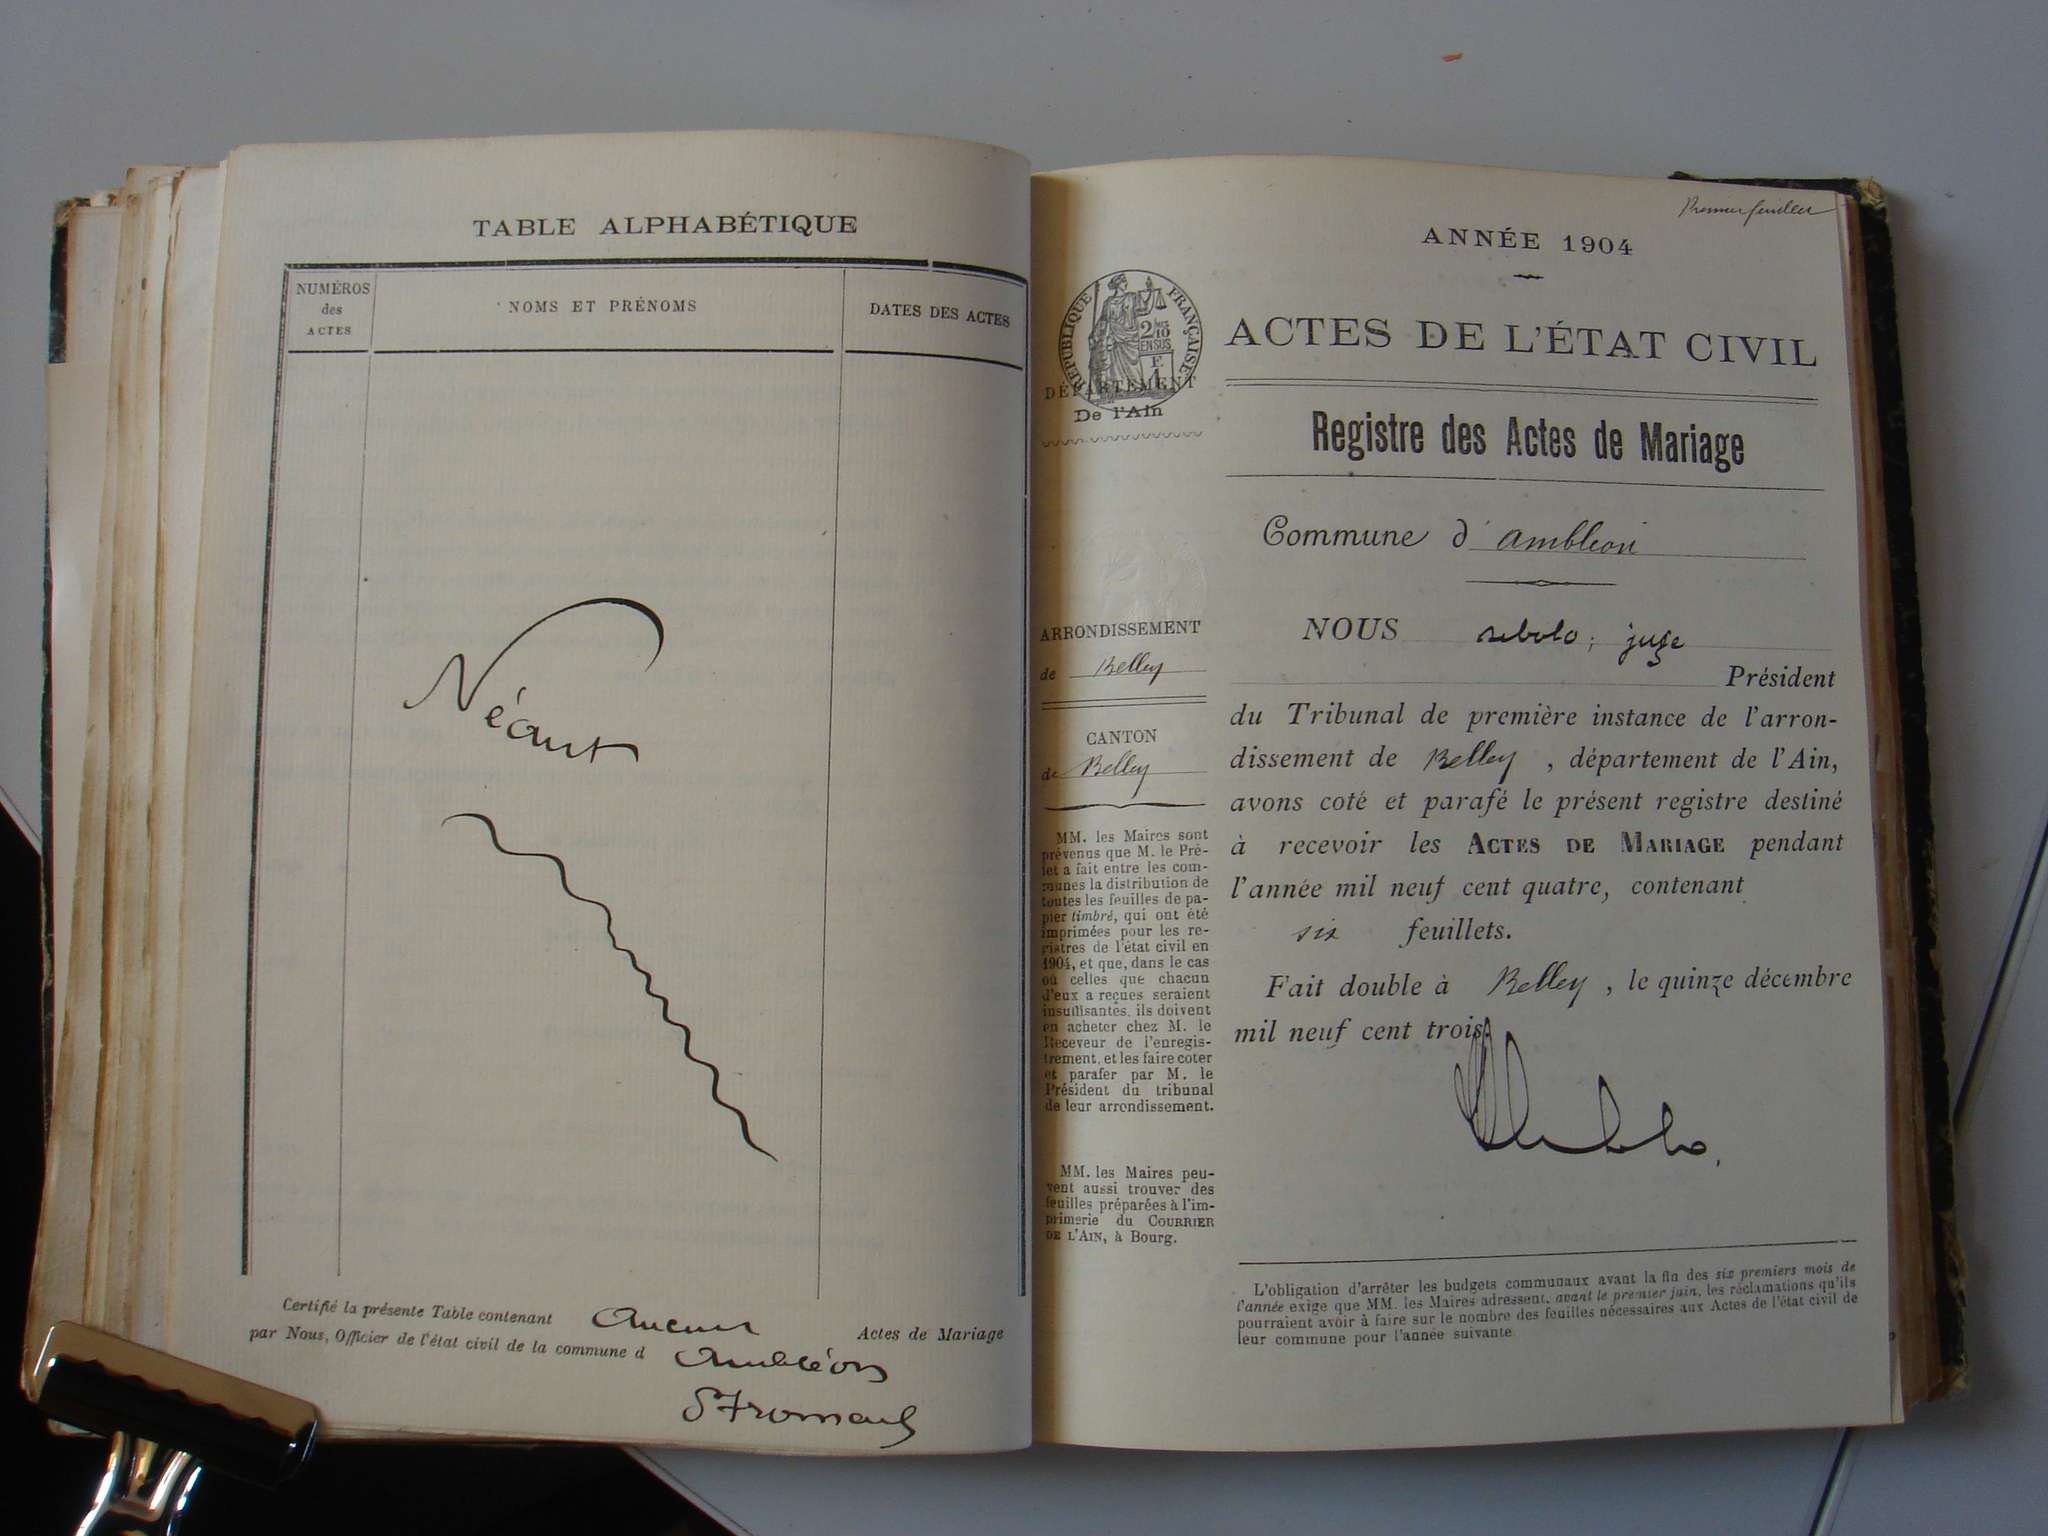 TABLE ALPHABÉTIQUE
NUMÉROS
des
ACTES
NOMS ET PRÉNOMS
DATES DES ACTES
Néant
Certifié la présente Table contenant Aucun Actes de Mariage
par Nous, Officier de l'état civil de la commune d Ambléon
Premier feuillet
ANNÉE 1904
RÉPUBLIQUE FRANÇAISE
2 10
EN SUS
F
ACTES DE L'ÉTAT CIVIL
DÉPARTEMENT
De l'Ain
Registre des Actes de Mariage
Commune d'Ambléon
ARRONDISSEMENT
de Belley
CANTON
de Belley
MM. les Maires sont
prévenus que M. le Pré-
fet a fait entre les com-
munes la distribution de
toutes les feuilles de pa-
pier timbré, qui ont été
imprimées pour les re-
gistres de l'état civil en
1904, et que, dans le cas
où celles que chacun
d'eux a reçues seraient
insuffisantes, ils doivent
en acheter chez M. le
Receveur de l'enregis-
trement, et les faire coter
et parafer par M. le
Président du tribunal
de leur arrondissement.
MM. les Maires peu-
vent aussi trouver des
feuilles préparées à l'im-
primerie du COURRIER
DE L'AIN, à Bourg.
NOUS juge
Président
du Tribunal de première instance de l'arron-
dissement de Belley, département de l'Ain,
avons coté et parafé le présent registre destiné
à recevoir les ACTES DE MARIAGE pendant
l'année mil neuf cent quatre, contenant
six feuillets.
Fait double à Belley, le quinze décembre
mil neuf cent trois.
L'obligation d'arrêter les budgets communaux avant la fin des six premiers mois de
l'année exige que MM. les Maires adressent, avant le premier juin, les réclamations qu'ils
pourraient avoir à faire sur le nombre des feuilles nécessaires aux Actes de l'état civil de
leur commune pour l'année suivante.